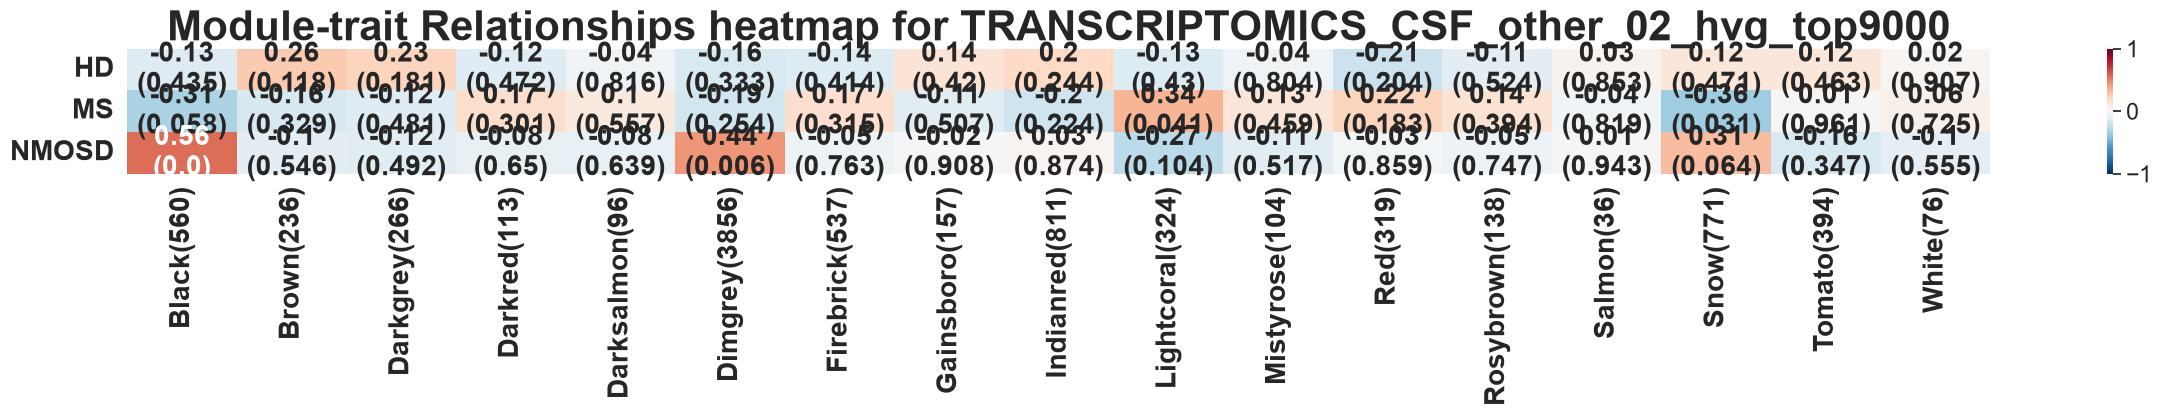 Module-trait Relationships heatmap for TRANSCRIPTOMICS_CSF_other_02_hvg_top9000
HD
-0.13 0.26 0.23 -0.12 -0.04 -0.16 -0.14 0.14 0.2 -0.13 -0.04 -0.21 -0.11 0.03 0.12 0.12 0.02
(0.435) (0.118) (0.181) (0.472) (0.816) (0.333) (0.414) (0.42) (0.244) (0.43) (0.804) (0.204) (0.524) (0.853) (0.471) (0.463) (0.907)
MS
-0.31 -0.16 -0.12 0.17 0.1 -0.19 0.17 -0.11 -0.2 0.34 0.13 0.22 0.14 -0.04 -0.36 0.01 0.06
(0.058) (0.329) (0.481) (0.301) (0.557) (0.254) (0.315) (0.507) (0.224) (0.041) (0.459) (0.183) (0.394) (0.819) (0.031) (0.961) (0.725)
NMOSD
0.56 -0.1 -0.12 -0.08 -0.08 0.44 -0.05 -0.02 0.03 -0.27 -0.11 -0.03 -0.05 0.01 0.31 -0.16 -0.1
(0.0) (0.546) (0.492) (0.65) (0.639) (0.006) (0.763) (0.908) (0.874) (0.104) (0.517) (0.859) (0.747) (0.943) (0.064) (0.347) (0.555)
Black(560)
Brown(236)
Darkgrey(266)
Darkred(113)
Darksalmon(96)
Dimgrey(3856)
Firebrick(537)
Gainsboro(157)
Indianred(811)
Lightcoral(324)
Mistyrose(104)
Red(319)
Rosybrown(138)
Salmon(36)
Snow(771)
Tomato(394)
White(76)
1
0
−1